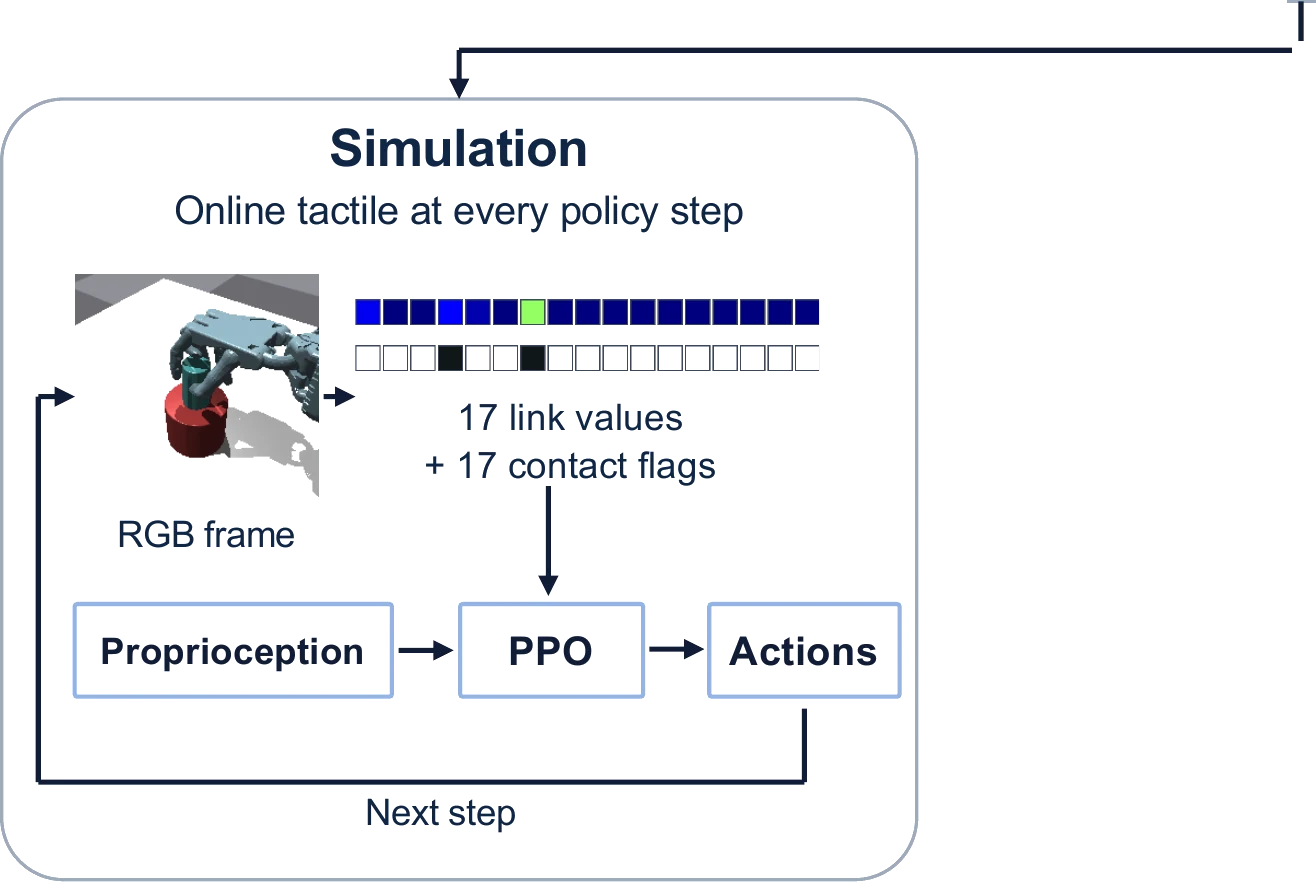 Simulation
Online tactile at every policy step
17 link values
+ 17 contact flags
RGB frame
Proprioception
PPO
Actions
Next step